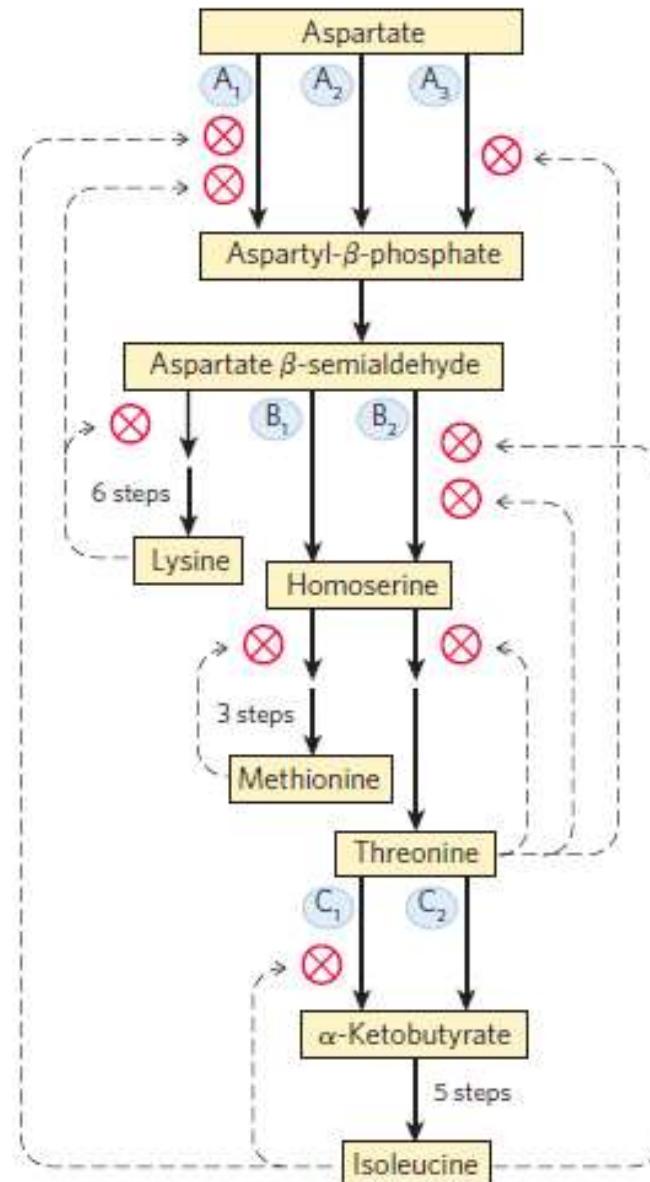 Aspartate
A₁ A₂ A₃
Aspartyl-β-phosphate
Aspartate β-semialdehyde
B₁ B₂
6 steps
Lysine
Homoserine
3 steps
Methionine
Threonine
C₁ C₂
α-Ketobutyrate
5 steps
Isoleucine